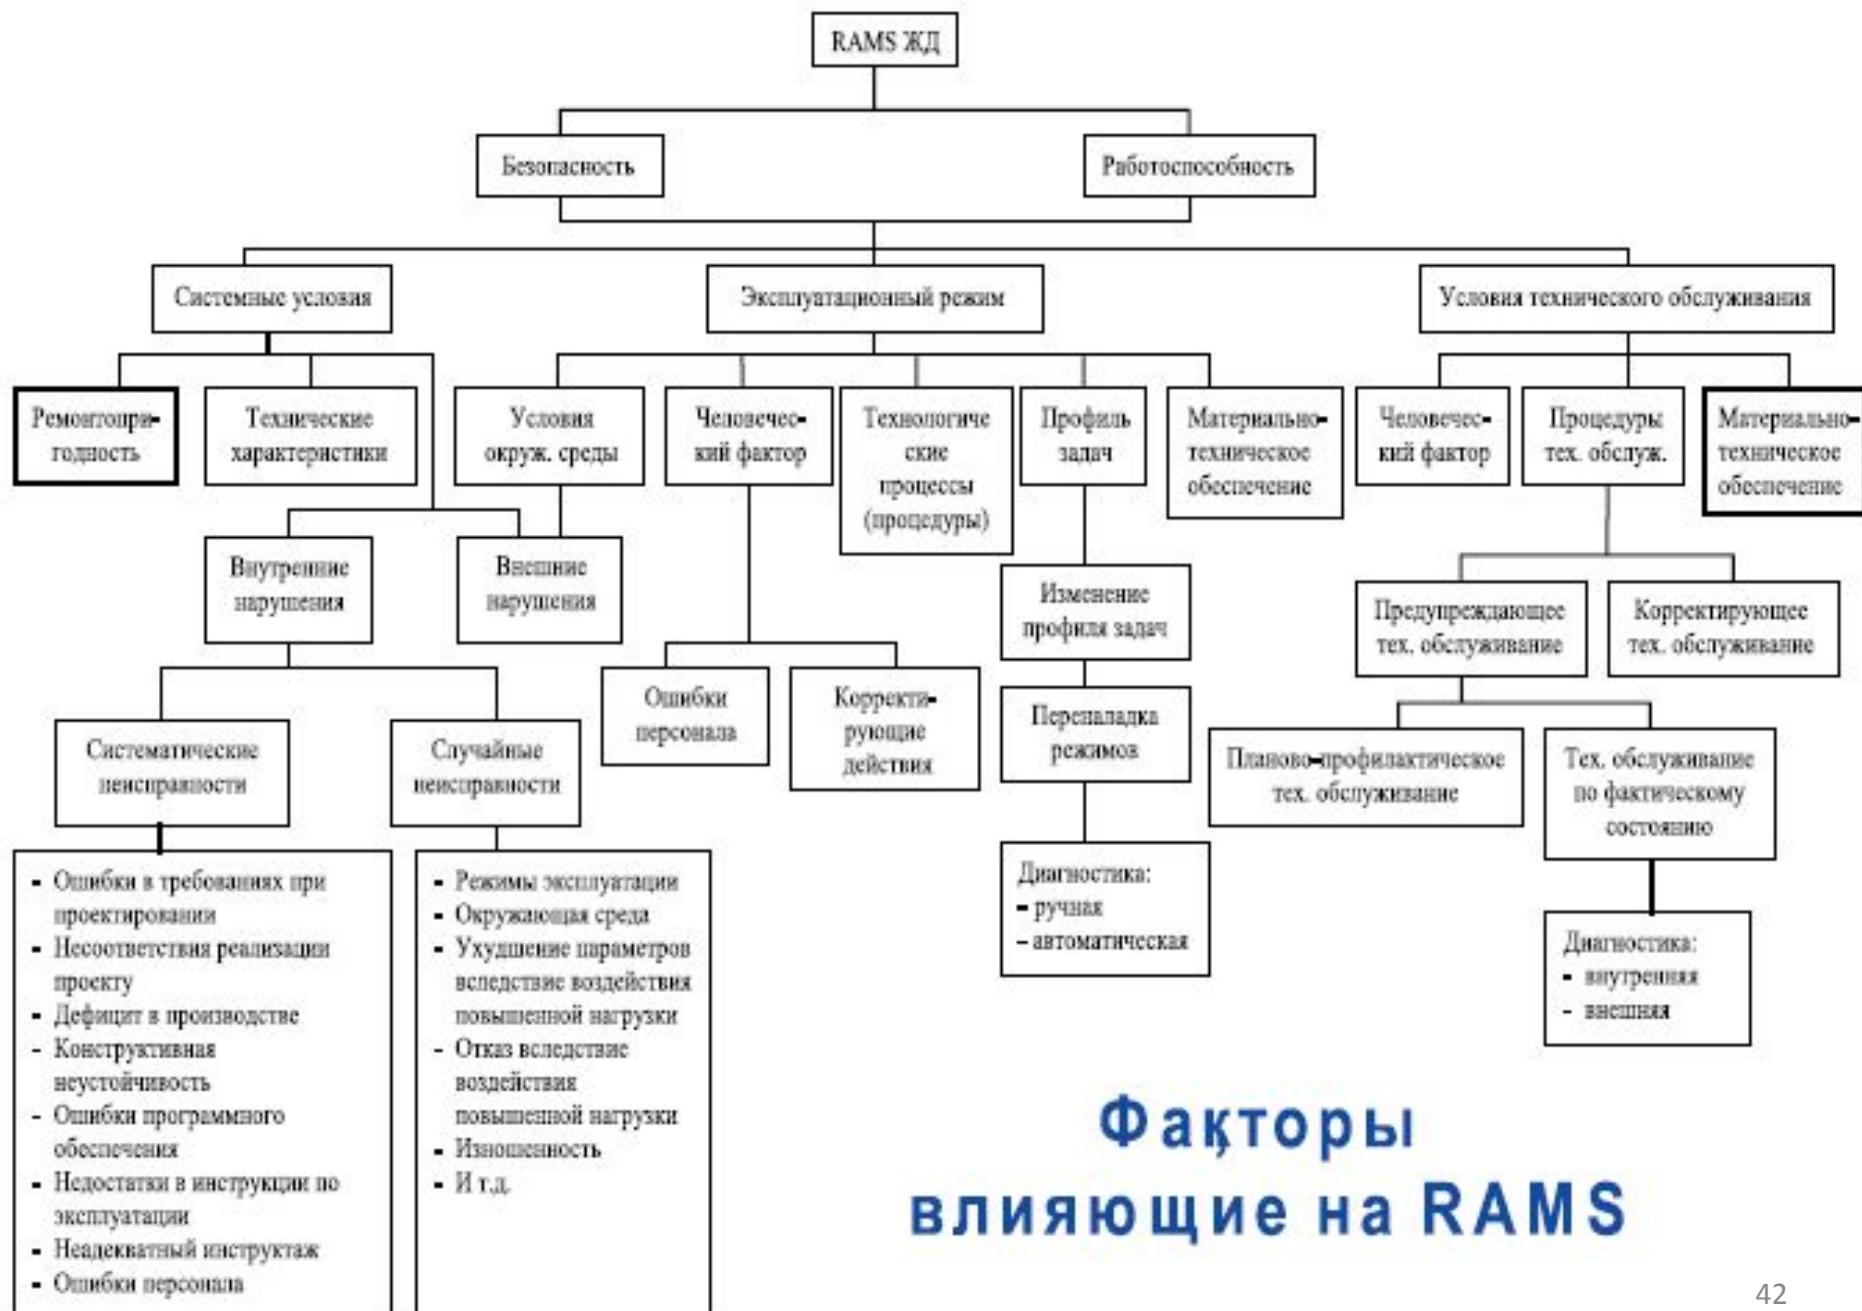 RAMS ЖД
Безопасность
Работоспособность
Системные условия
Эксплуатационный режим
Условия технического обслуживания
Ремонтопри-
годность
Технические
характеристики
Условия
окруж. среды
Человечес-
кий фактор
Технологиче
ские
процессы
(процедуры)
Профиль
задач
Материально-
техническое
обеспечение
Человечес-
кий фактор
Процедуры
тех. обслуж.
Материально-
техническое
обеспечение
Внутренние
нарушения
Внешние
нарушения
Изменение
профиля задач
Предупреждающее
тех. обслуживание
Корректирующее
тех. обслуживание
Систематические
неисправности
Случайные
неисправности
Ошибки
персонала
Корректи-
рующие
действия
Переналадка
режимов
Планово-профилактическое
тех. обслуживание
Тех. обслуживание
по фактическому
состоянию
- Ошибки в требованиях при
проектировании
- Несоответствия реализации
проекту
- Дефицит в производстве
- Конструктивная
неустойчивость
- Ошибки программного
обеспечения
- Недостатки в инструкции по
эксплуатации
- Неадекватный инструктаж
- Ошибки персонала
- Режимы эксплуатации
- Окружающая среда
- Ухудшение параметров
вследствие воздействия
повышенной нагрузки
- Отказ вследствие
воздействия
повышенной нагрузки
- Изношенность
- И т.д.
Диагностика:
- ручная
- автоматическая
Диагностика:
- внутренняя
- внешняя
Факторы
,
влияющие на RAMS
42